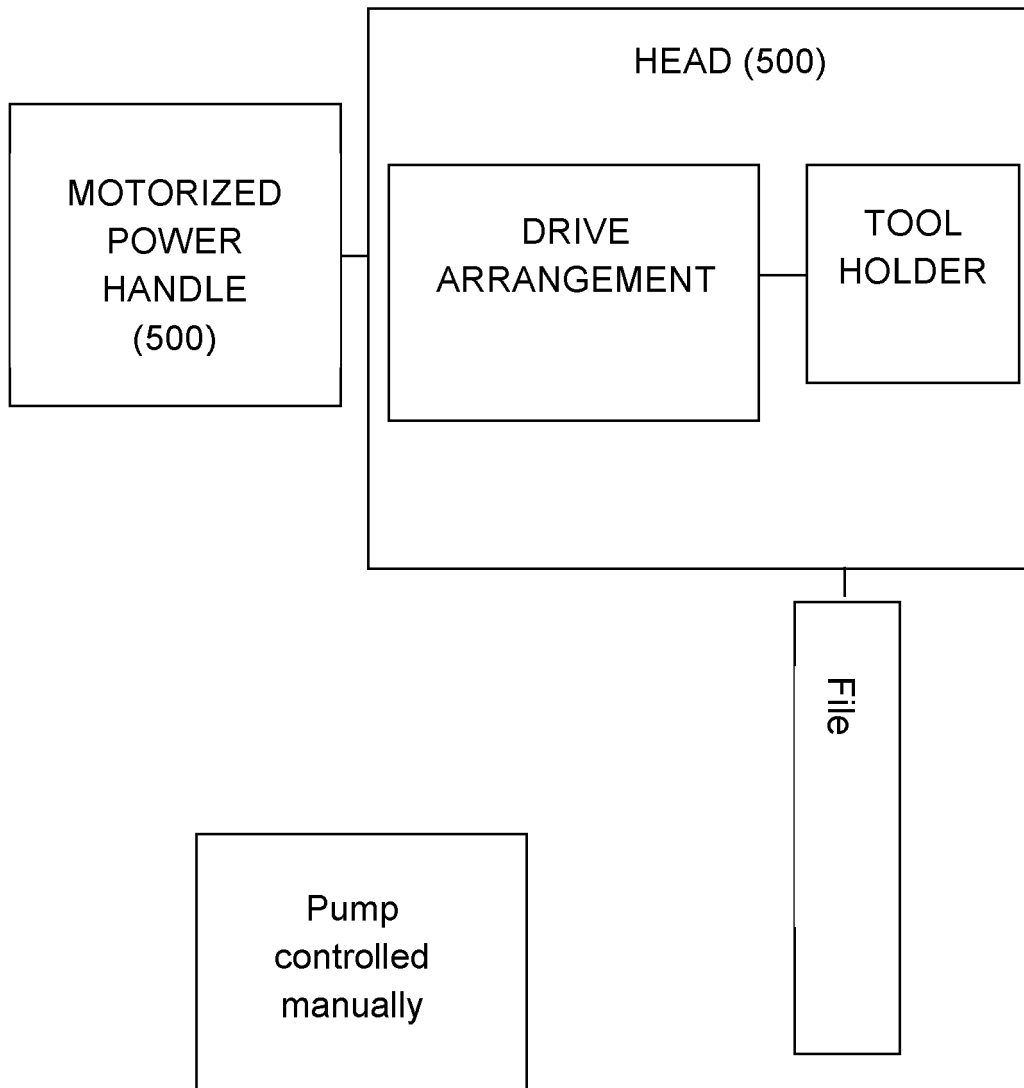 HEAD (500)
MOTORIZED
POWER
HANDLE
(500)
DRIVE
ARRANGEMENT
TOOL
HOLDER
File
Pump
controlled
manually